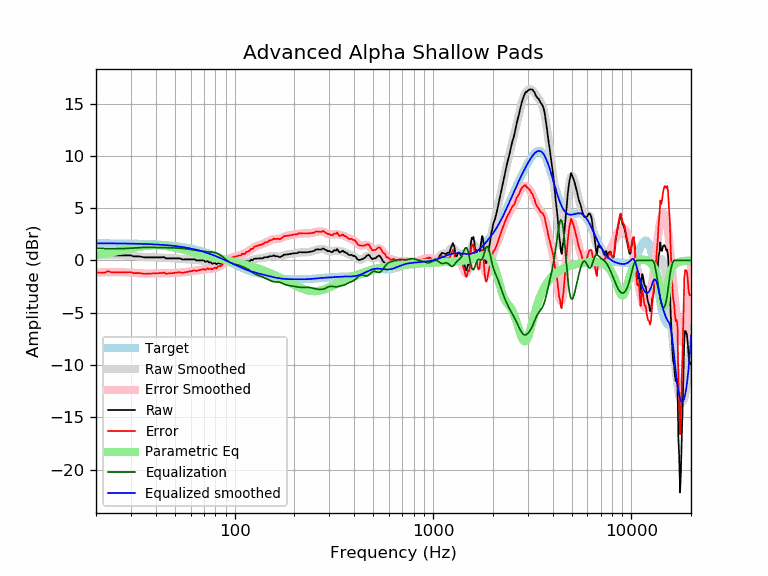 Advanced Alpha Shallow Pads
Amplitude (dBr)
15
10
5
0
−5
−10
−15
−20
Target
Raw Smoothed
Error Smoothed
Raw
Error
Parametric Eq
Equalization
Equalized smoothed
100 1000 10000
Frequency (Hz)